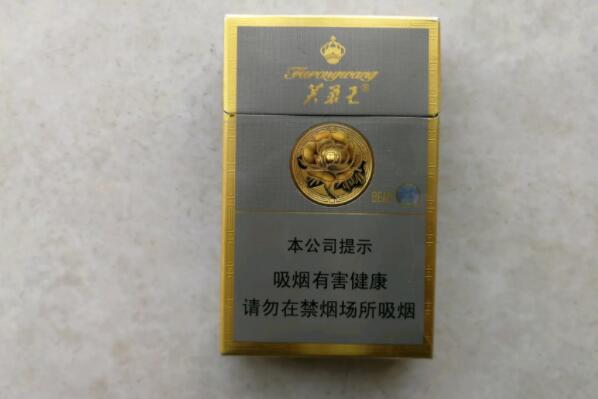 Furongwang
芙蓉王®
本公司提示
吸烟有害健康
请勿在禁烟场所吸烟